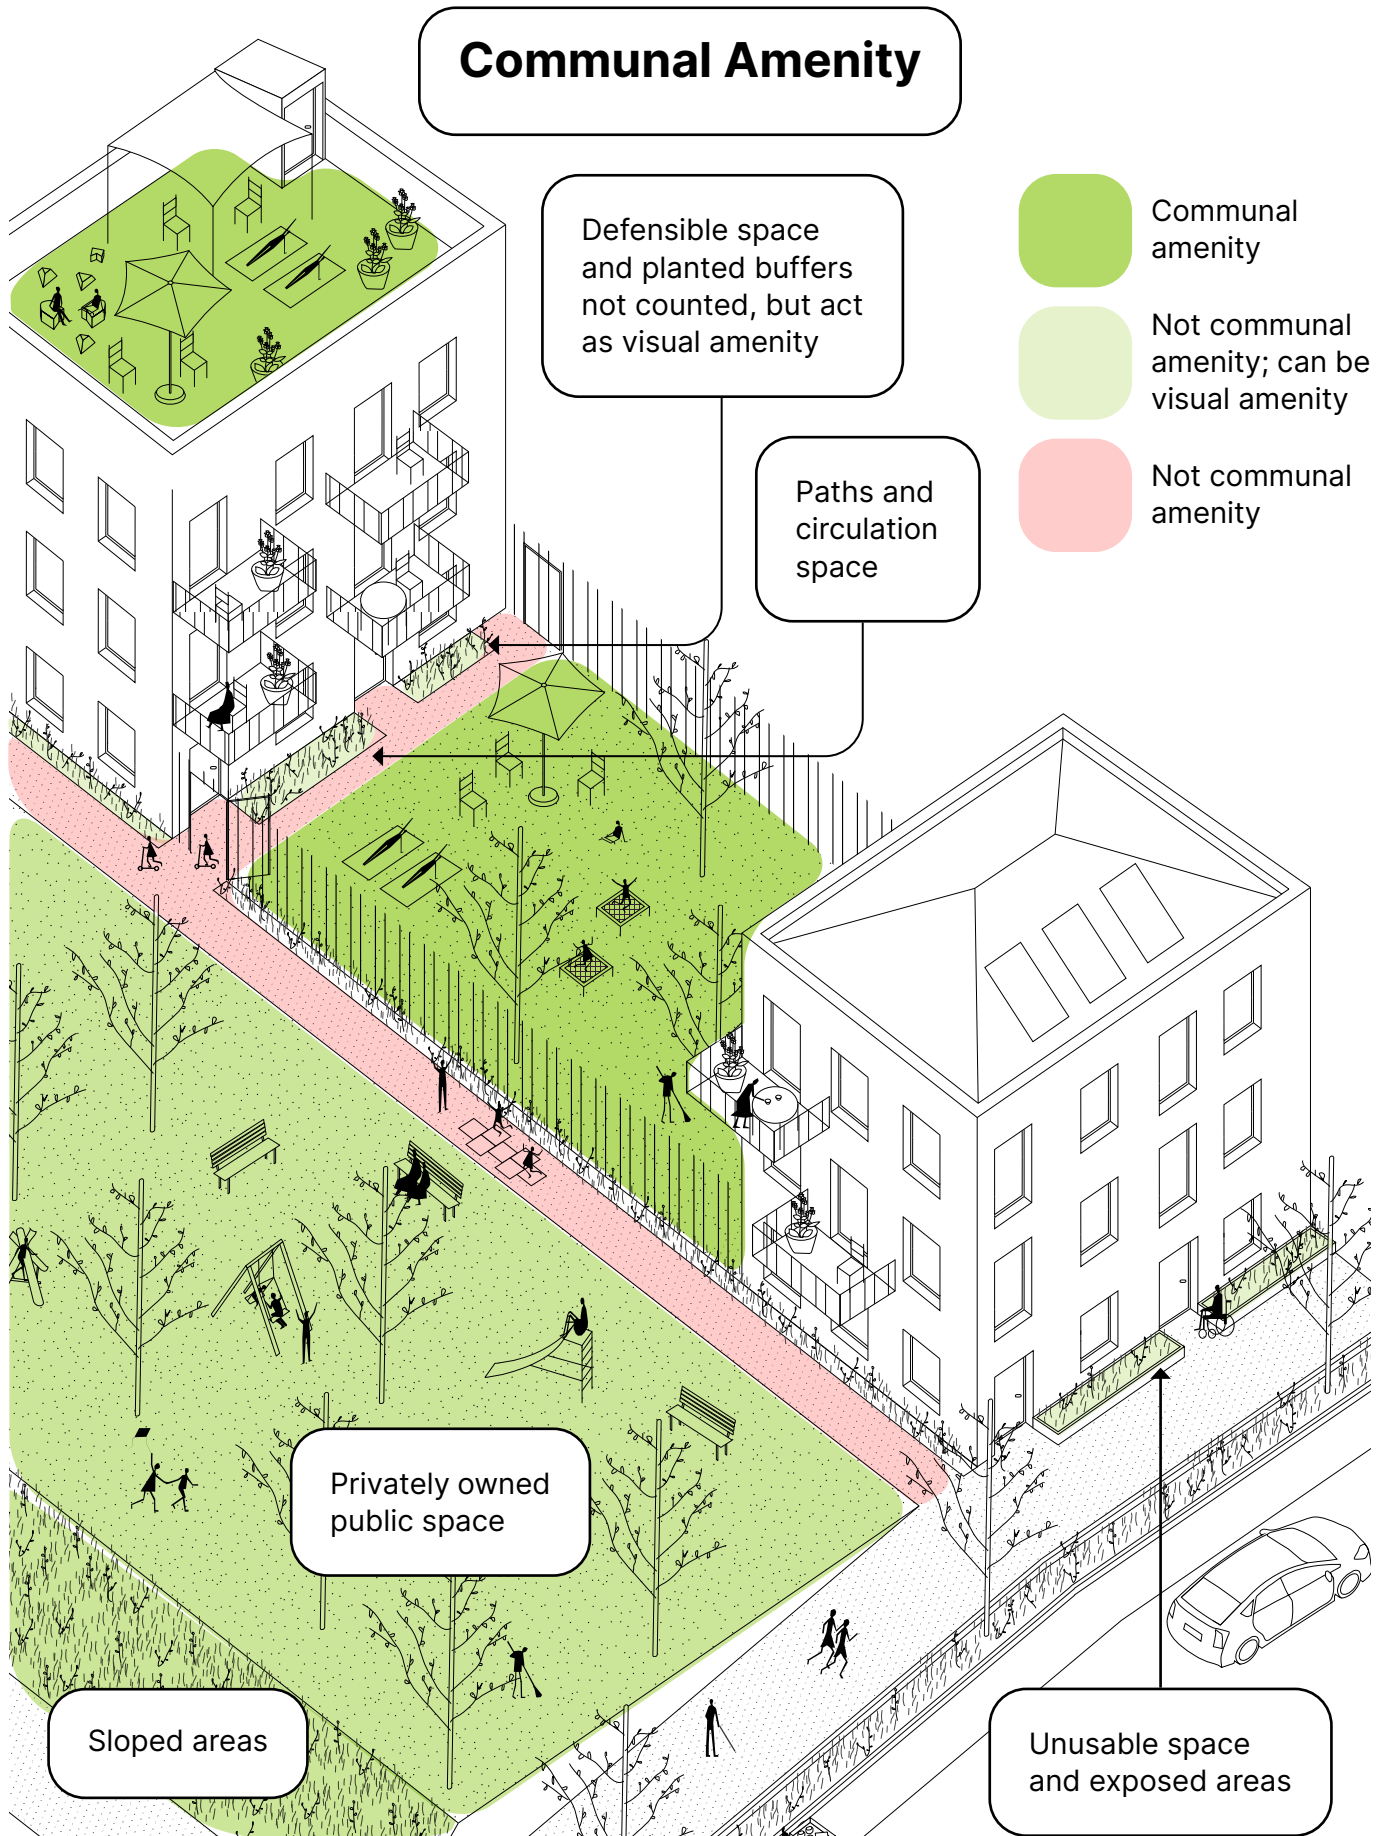 Communal Amenity
Defensible space
and planted buffers
not counted, but act
as visual amenity
Communal
amenity
Not communal
amenity; can be
visual amenity
Not communal
amenity
Paths and
circulation
space
Privately owned
public space
Sloped areas
Unusable space
and exposed areas